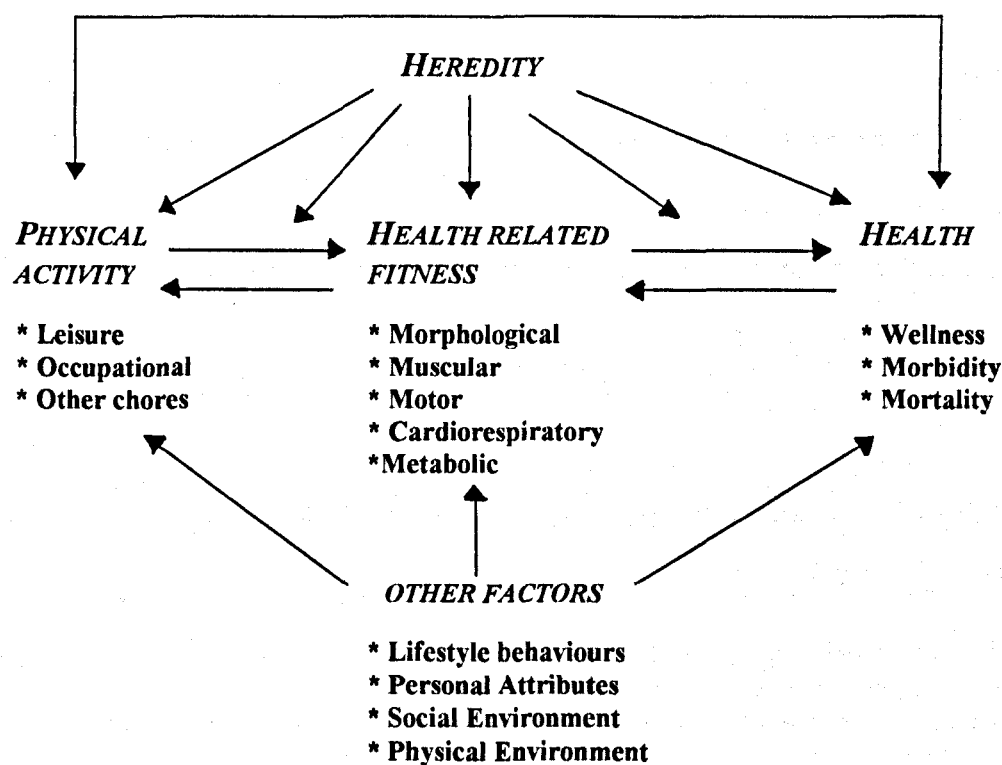 HEREDITY
PHYSICAL
ACTIVITY
* Leisure
* Occupational
* Other chores
HEALTH RELATED
FITNESS
* Morphological
* Muscular
* Motor
* Cardiorespiratory
*Metabolic
HEALTH
* Wellness
* Morbidity
* Mortality
OTHER FACTORS
* Lifestyle behaviours
* Personal Attributes
* Social Environment
* Physical Environment